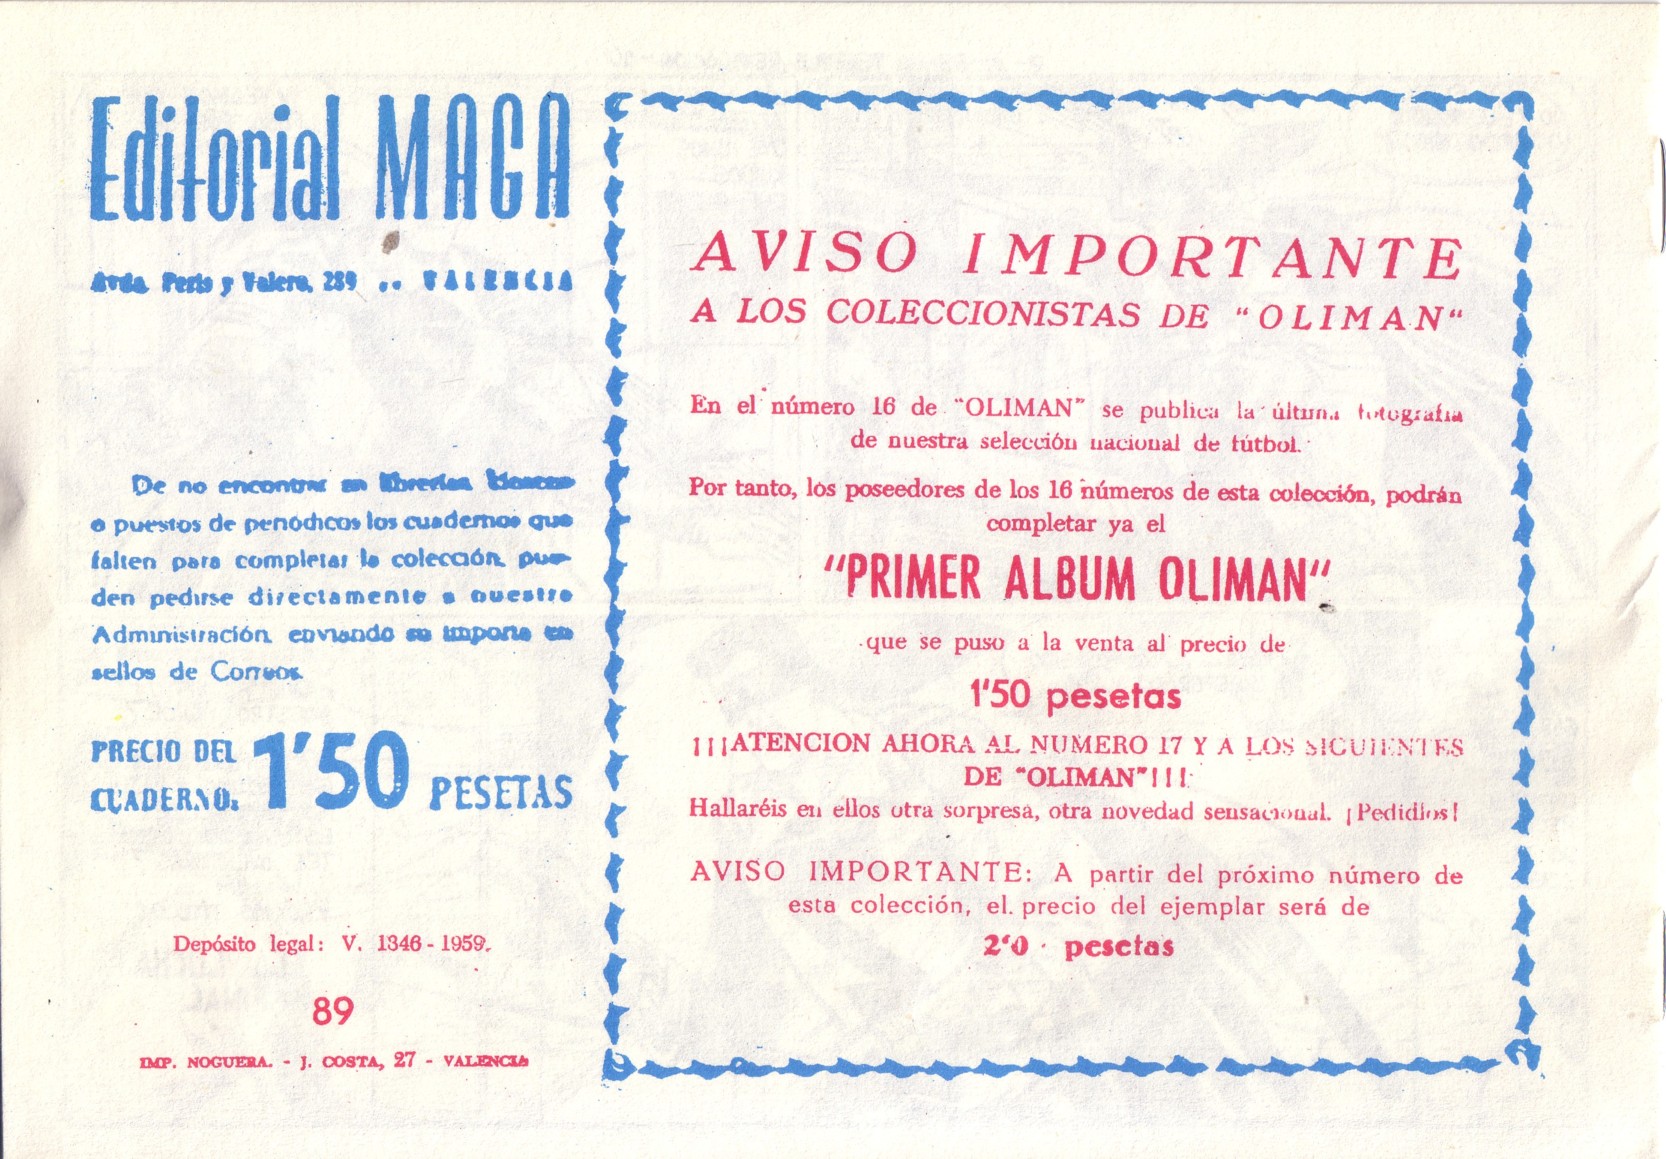 Editorial MAGA
Avda. Peris y Valero, 289 .. VALENCIA
De no encontrar en librerías, kioscos
o puestos de periódicos los cuadernos que
falten para completar la colección, pue-
den pedirse directamente a nuestra
Administración, enviando su importe en
sellos de Correos.
PRECIO DEL
CUADERNO:
1'50 PESETAS
Depósito legal: V. 1346 - 1959.
89
IMP. NOGUERA. - J. COSTA, 27 - VALENCIA
AVISO IMPORTANTE
A LOS COLECCIONISTAS DE "OLIMAN"
En el número 16 de "OLIMAN" se publica la última fotografía
de nuestra selección nacional de fútbol.
Por tanto, los poseedores de los 16 números de esta colección, podrán
completar ya el
"PRIMER ALBUM OLIMAN"
que se puso a la venta al precio de
1'50 pesetas
¡¡¡ATENCION AHORA AL NUMERO 17 Y A LOS SIGUIENTES
DE "OLIMAN"!!!
Hallaréis en ellos otra sorpresa, otra novedad sensacional. ¡Pedidlos!
AVISO IMPORTANTE: A partir del próximo número de
esta colección, el precio del ejemplar será de
2'0 pesetas